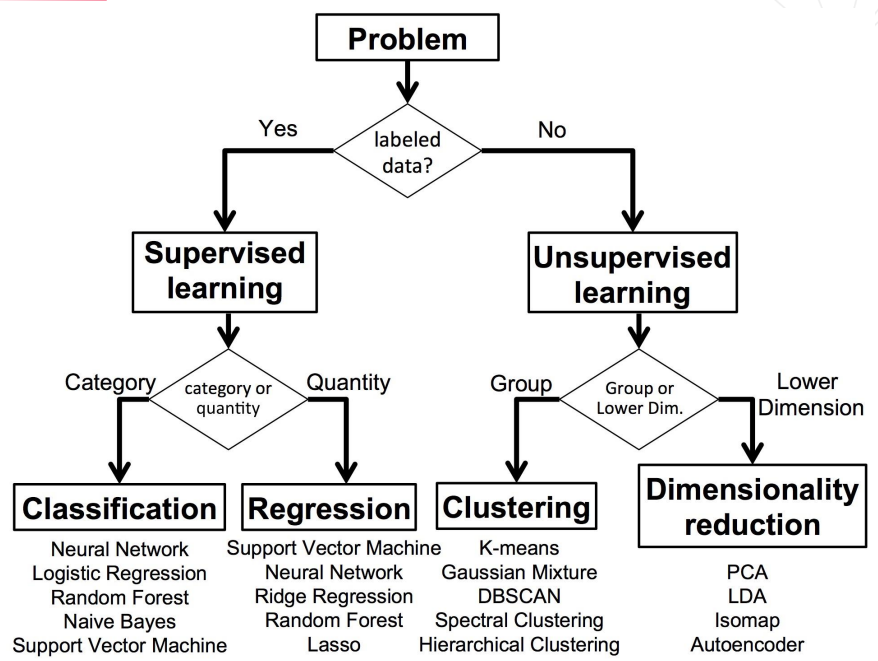 Problem
Yes
labeled
data?
No
Supervised
learning
Unsupervised
learning
Category
category or
quantity
Quantity
Group
Group or
Lower Dim.
Lower
Dimension
Classification
Neural Network
Logistic Regression
Random Forest
Naive Bayes
Support Vector Machine
Regression
Support Vector Machine
Neural Network
Ridge Regression
Random Forest
Lasso
Clustering
K-means
Gaussian Mixture
DBSCAN
Spectral Clustering
Hierarchical Clustering
Dimensionality
reduction
PCA
LDA
Isomap
Autoencoder